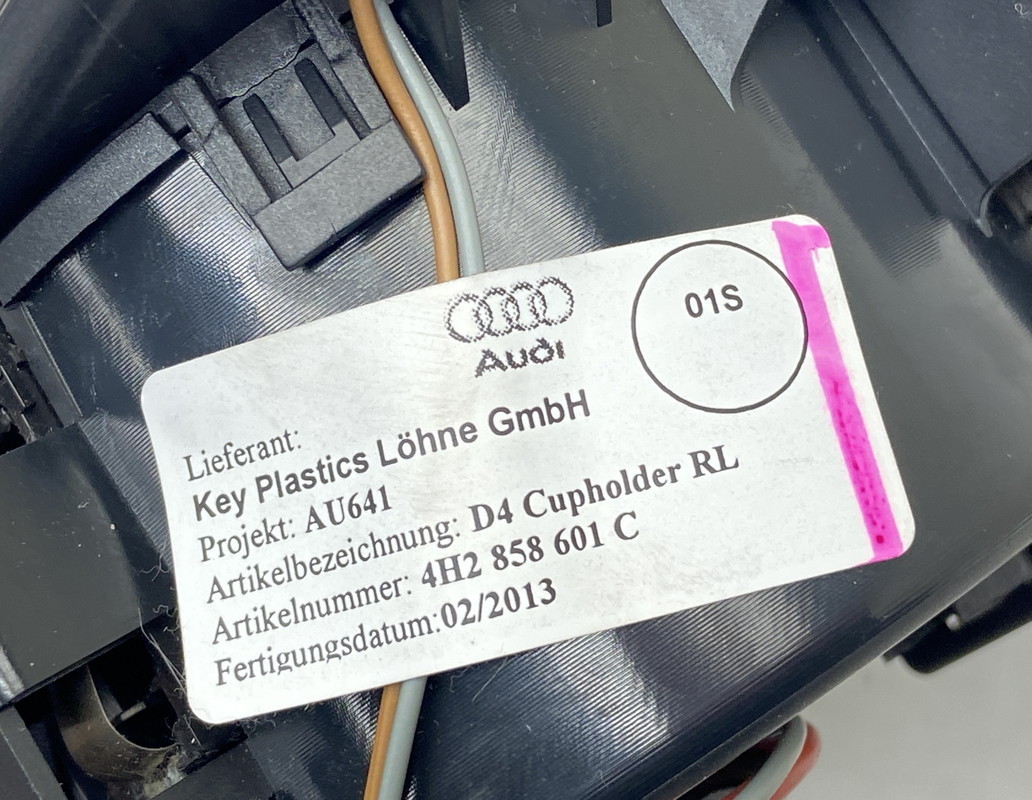 Audi
01S
Lieferant:
Key Plastics Löhne GmbH
Projekt: AU641
Artikelbezeichnung: D4 Cupholder RL
Artikelnummer: 4H2 858 601 C
Fertigungsdatum:02/2013